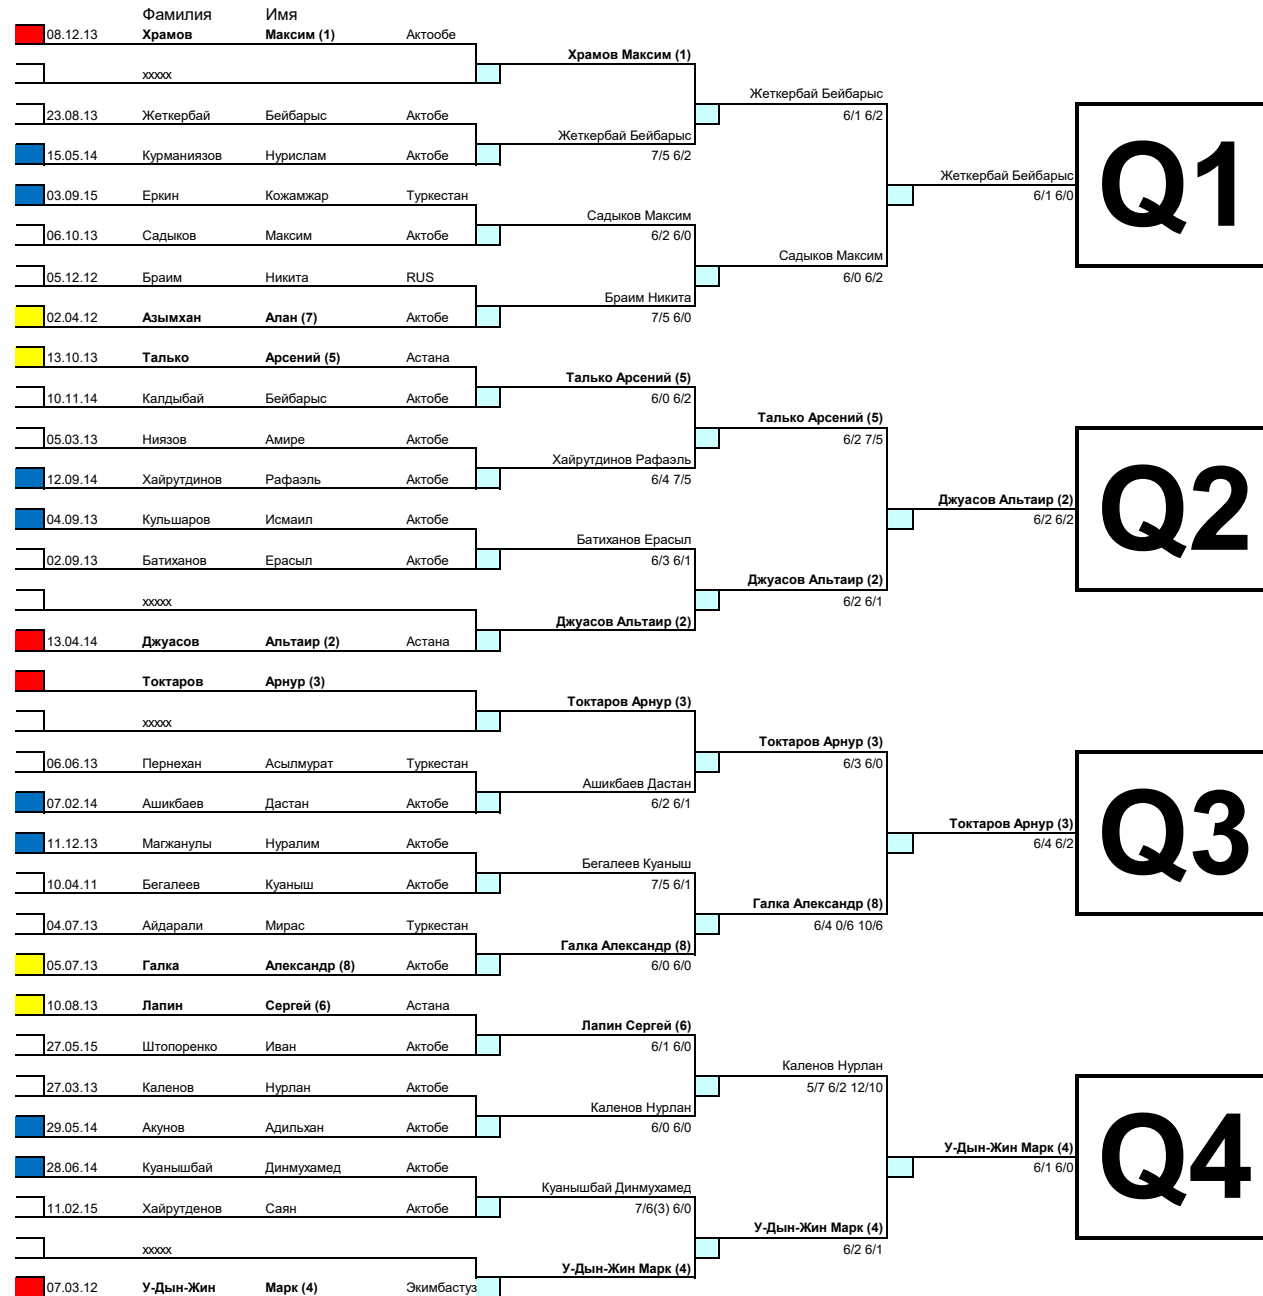 Фамилия Имя
08.12.13 Храмов Максим (1) Актообе
Храмов Максим (1)
xxxxx
Жеткербай Бейбарыс
23.08.13 Жеткербай Бейбарыс Актобе 6/1 6/2
Жеткербай Бейбарыс
15.05.14 Курманиязов Нурислам Актобе 7/5 6/2
Жеткербай Бейбарыс
Q1
03.09.15 Еркин Кожамжар Туркестан 6/1 6/0
Садыков Максим
06.10.13 Садыков Максим Актобе 6/2 6/0
Садыков Максим
05.12.12 Браим Никита RUS 6/0 6/2
Браим Никита
02.04.12 Азымхан Алан (7) Актобе 7/5 6/0
13.10.13 Талько Арсений (5) Астана
Талько Арсений (5)
10.11.14 Калдыбай Бейбарыс Актобе 6/0 6/2
Талько Арсений (5)
05.03.13 Ниязов Амире Актобе 6/2 7/5
Хайрутдинов Рафаэль
12.09.14 Хайрутдинов Рафаэль Актобе 6/4 7/5
Джуасов Альтаир (2)
Q2
04.09.13 Кульшаров Исмаил Актобе 6/2 6/2
Батиханов Ерасыл
02.09.13 Батиханов Ерасыл Актобе 6/3 6/1
Джуасов Альтаир (2)
xxxxx 6/2 6/1
Джуасов Альтаир (2)
13.04.14 Джуасов Альтаир (2) Астана
Токтаров Арнур (3)
Токтаров Арнур (3)
xxxxx
Токтаров Арнур (3)
06.06.13 Пернехан Асылмурат Туркестан 6/3 6/0
Ашикбаев Дастан
07.02.14 Ашикбаев Дастан Актобе 6/2 6/1
Токтаров Арнур (3)
Q3
11.12.13 Магжанулы Нуралим Актобе 6/4 6/2
Бегалеев Куаныш
10.04.11 Бегалеев Куаныш Актобе 7/5 6/1
Галка Александр (8)
04.07.13 Айдарали Мирас Туркестан 6/4 0/6 10/6
Галка Александр (8)
05.07.13 Галка Александр (8) Актобе 6/0 6/0
10.08.13 Лапин Сергей (6) Астана
Лапин Сергей (6)
27.05.15 Штопоренко Иван Актобе 6/1 6/0
Каленов Нурлан
27.03.13 Каленов Нурлан Актобе 5/7 6/2 12/10
Каленов Нурлан
29.05.14 Акунов Адильхан Актобе 6/0 6/0
У-Дын-Жин Марк (4)
Q4
28.06.14 Куанышбай Динмухамед Актобе 6/1 6/0
Куанышбай Динмухамед
11.02.15 Хайрутденов Саян Актобе 7/6(3) 6/0
У-Дын-Жин Марк (4)
xxxxx 6/2 6/1
У-Дын-Жин Марк (4)
07.03.12 У-Дын-Жин Марк (4) Экимбастуз